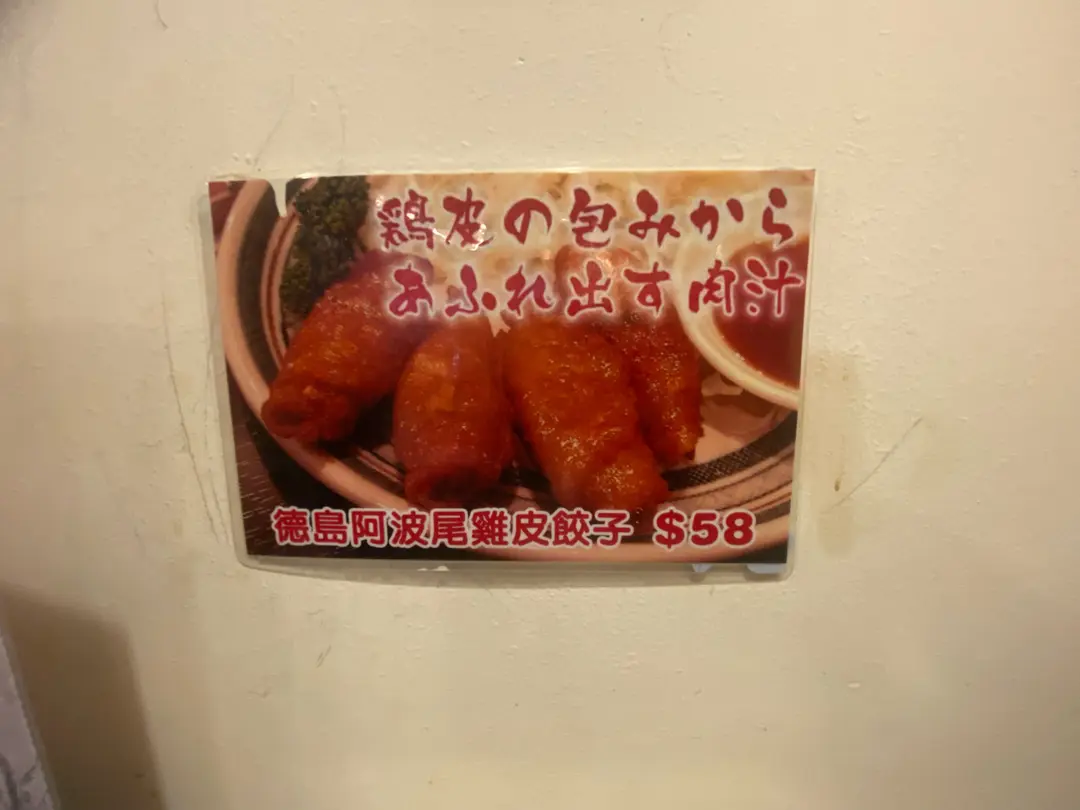 鶏皮の包みから
あふれ出す肉汁
德島阿波尾雞皮餃子 $58